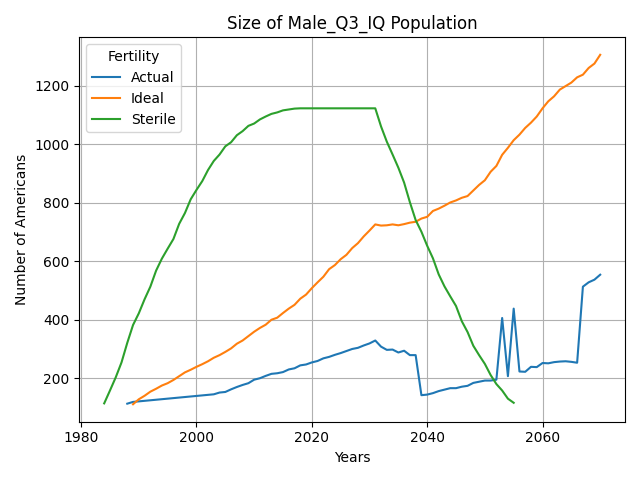 Size of Male_Q3_IQ Population
Fertility
Actual
Ideal
Sterile
Number of Americans
1200
1000
800
600
400
200
1980
2000
2020
2040
2060
Years